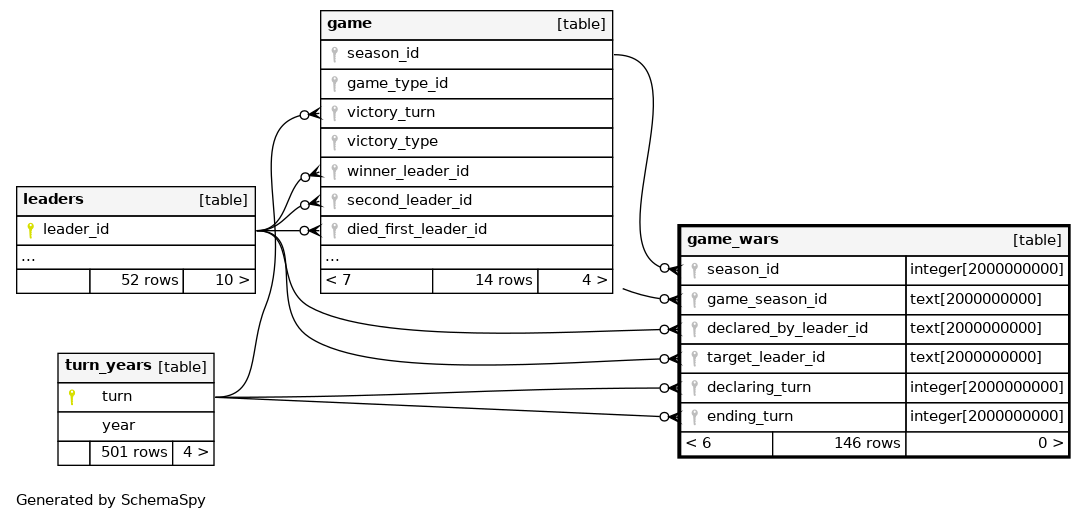 game [table]
season_id
game_type_id
victory_turn
victory_type
winner_leader_id
second_leader_id
died_first_leader_id
...
< 7 14 rows 4 >
leaders [table]
leader_id
...
52 rows 10 >
game_wars [table]
season_id integer[2000000000]
game_season_id text[2000000000]
declared_by_leader_id text[2000000000]
target_leader_id text[2000000000]
declaring_turn integer[2000000000]
ending_turn integer[2000000000]
< 6 146 rows 0 >
turn_years [table]
turn
year
501 rows 4 >
Generated by SchemaSpy